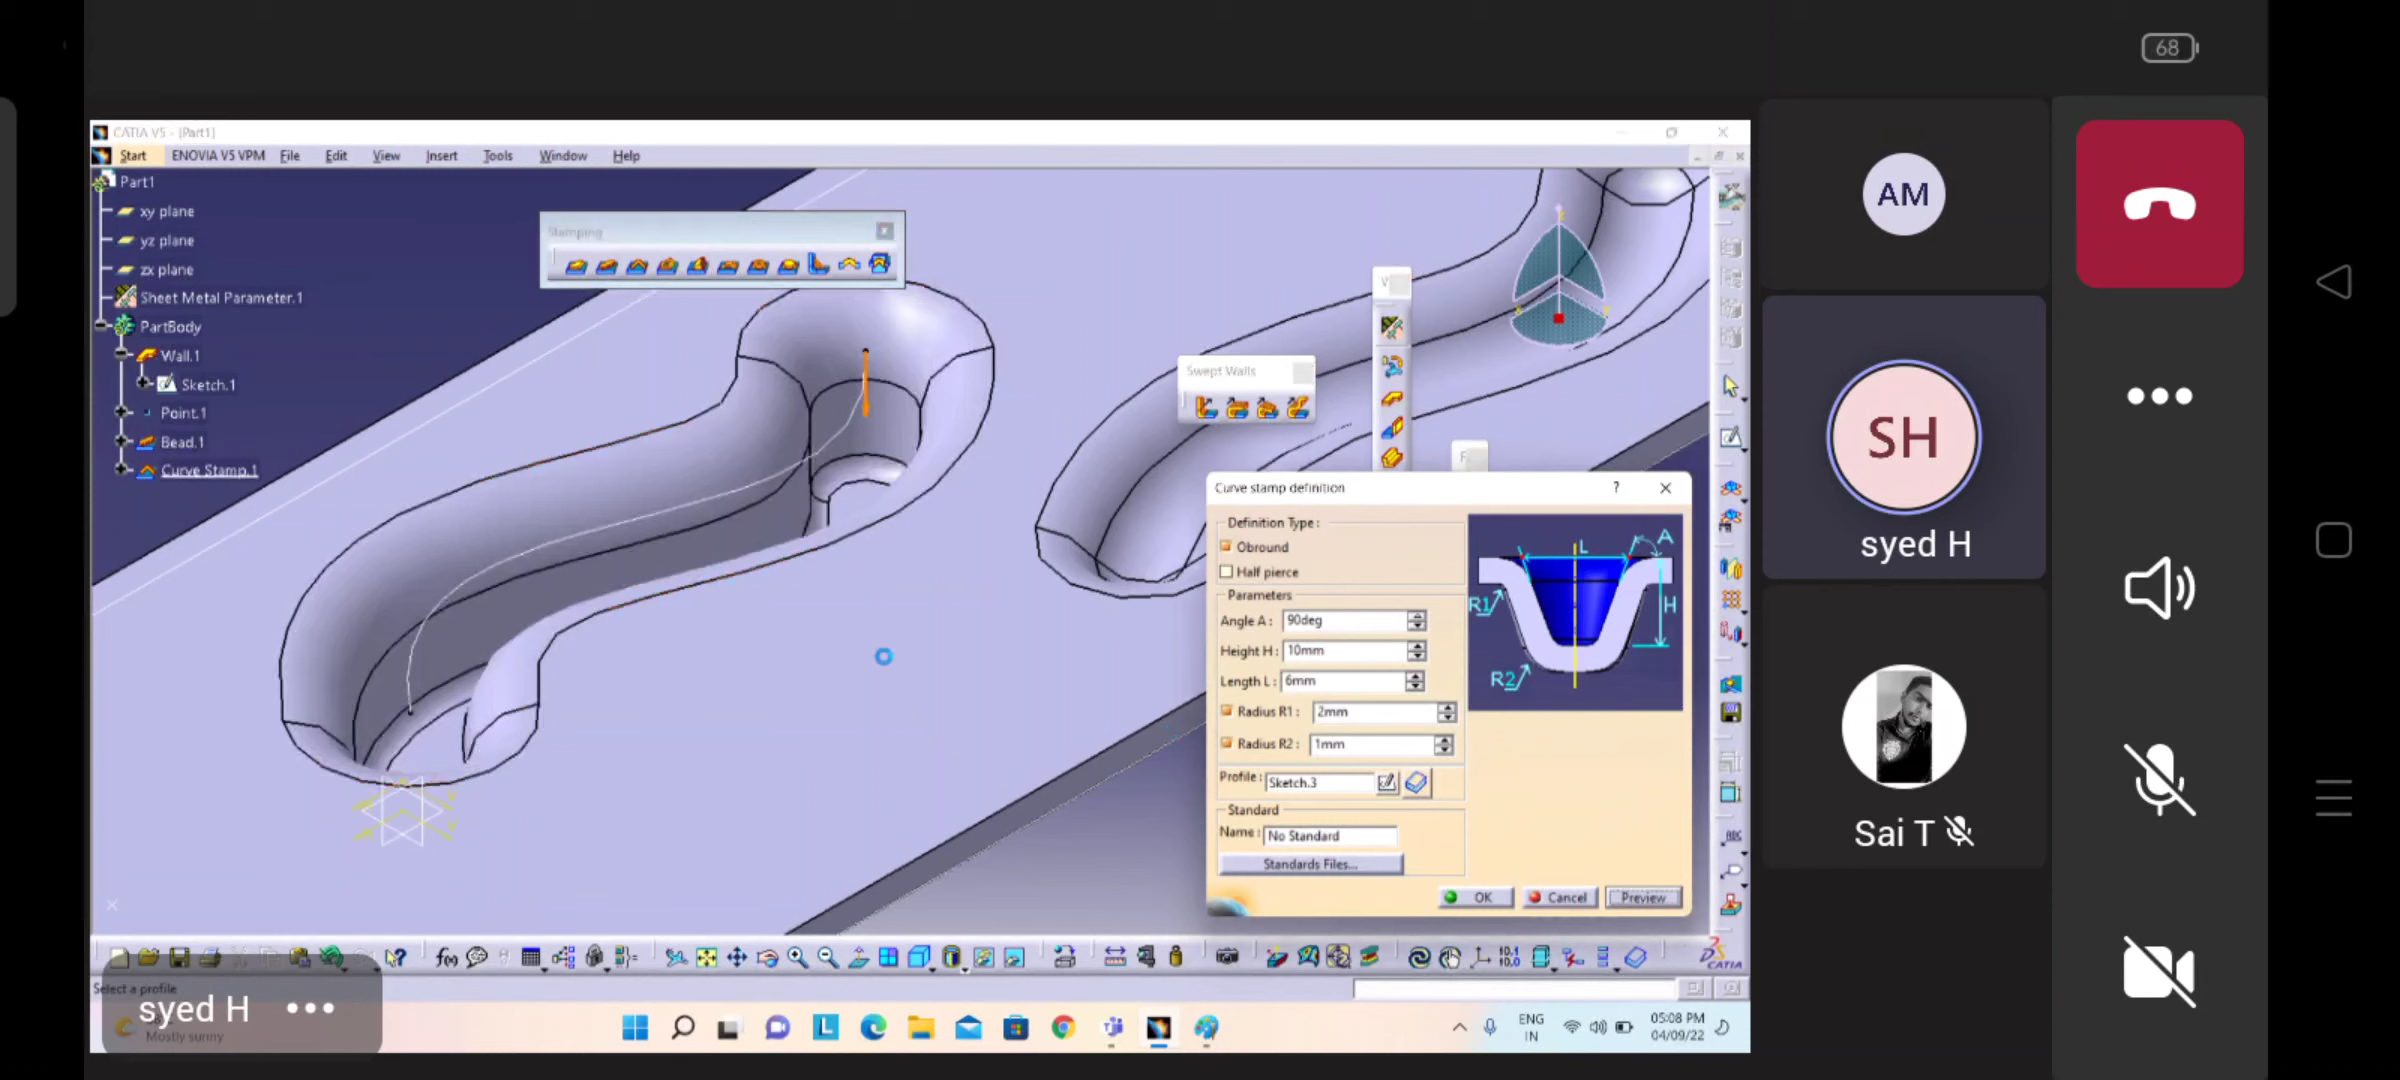 68
CATIA V5 - [Part1]
Start ENOVIA V5 VPM File Edit View Insert Tools Window Help
Part1
xy plane
yz plane
zx plane
Sheet Metal Parameter.1
PartBody
Wall.1
Sketch.1
Point.1
Bead.1
Curve Stamp.1
Stamping
Swept Walls
Curve stamp definition ?
Definition Type :
Obround
Half pierce
Parameters
Angle A : 90deg
Height H : 10mm
Length L : 6mm
Radius R1 : 2mm
Radius R2 : 1mm
Profile : Sketch.3
Standard
Name : No Standard
Standards Files...
OK Cancel Preview
L
A
H
R1
R2
AM
SH
syed H
Sai T
CATIA
Select a profile
syed H
Mostly sunny
ENG
IN
05:08 PM
04/09/22